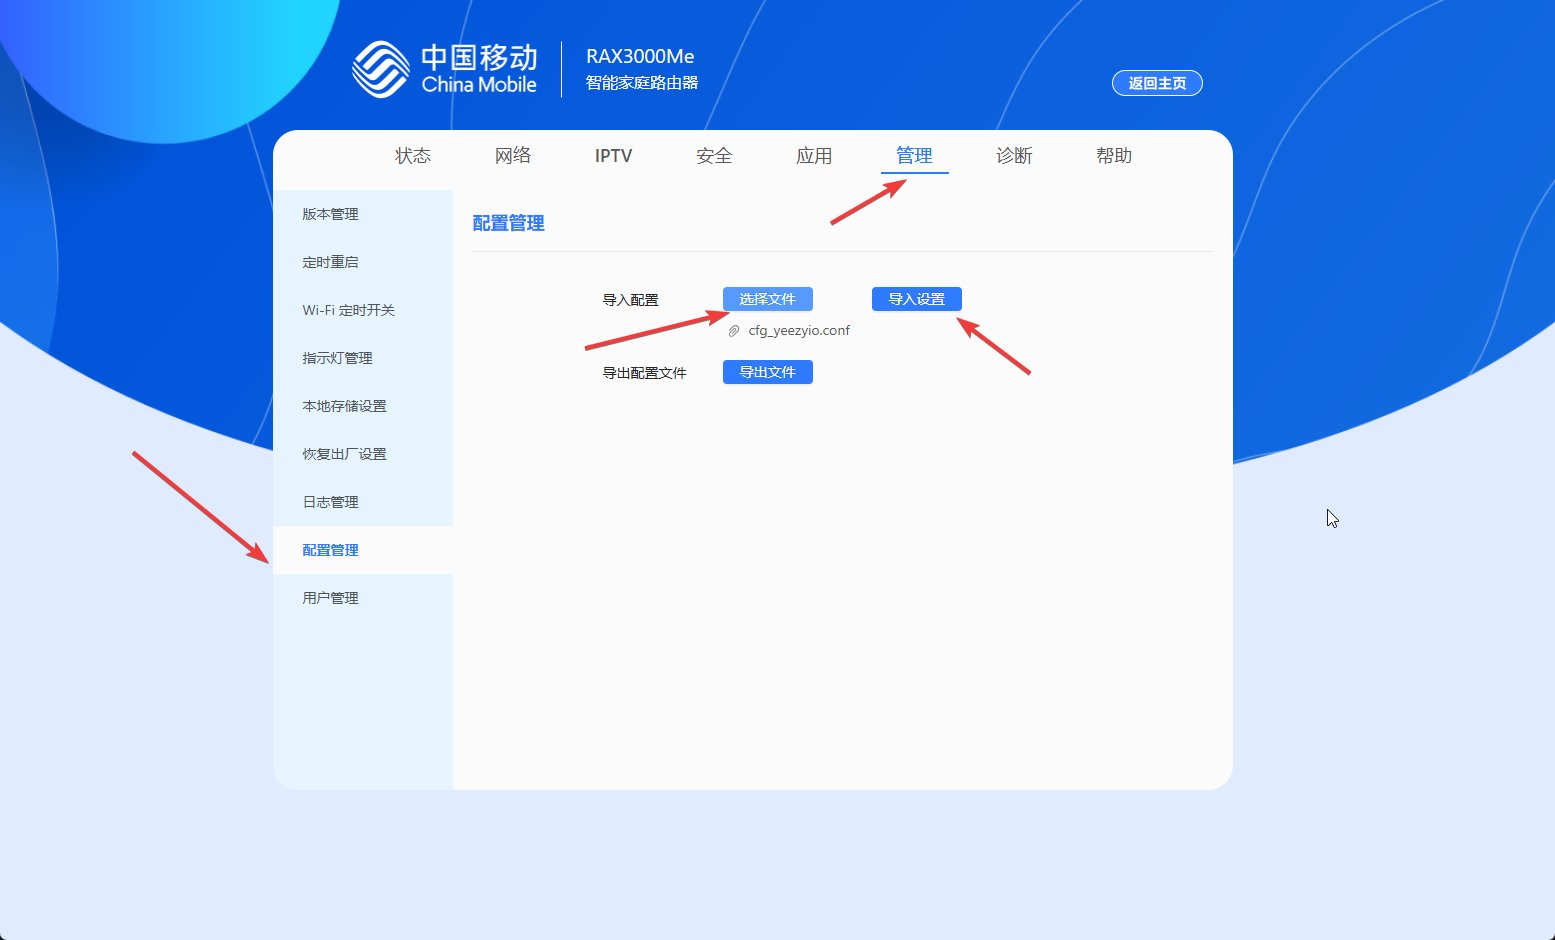 中国移动
China Mobile
RAX3000Me
智能家庭路由器
返回主页
状态 网络 IPTV 安全 应用 管理 诊断 帮助
版本管理
定时重启
Wi-Fi 定时开关
指示灯管理
本地存储设置
恢复出厂设置
日志管理
配置管理
用户管理
配置管理
导入配置 选择文件 导入设置
cfg_yeezyio.conf
导出配置文件 导出文件